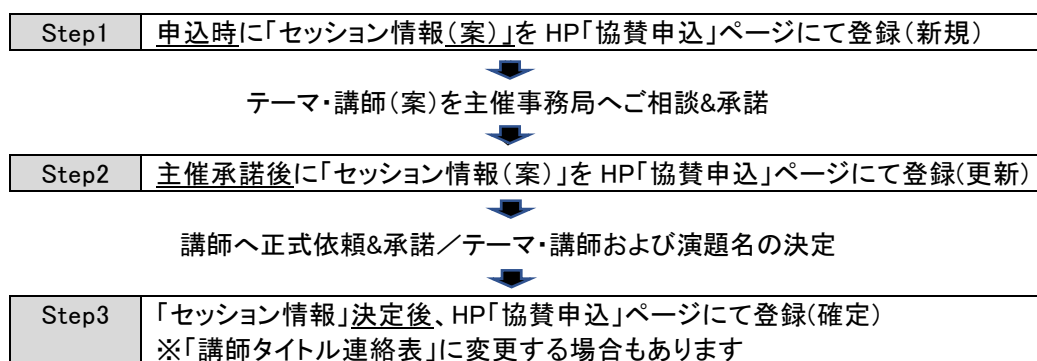 Step1 申込時に「セッション情報(案)」を HP「協賛申込」ページにて登録(新規)
テーマ・講師(案)を主催事務局へご相談&承諾
Step2 主催承諾後に「セッション情報(案)」を HP「協賛申込」ページにて登録(更新)
講師へ正式依頼&承諾/テーマ・講師および演題名の決定
Step3 「セッション情報」決定後、HP「協賛申込」ページにて登録(確定)
※「講師タイトル連絡表」に変更する場合もあります